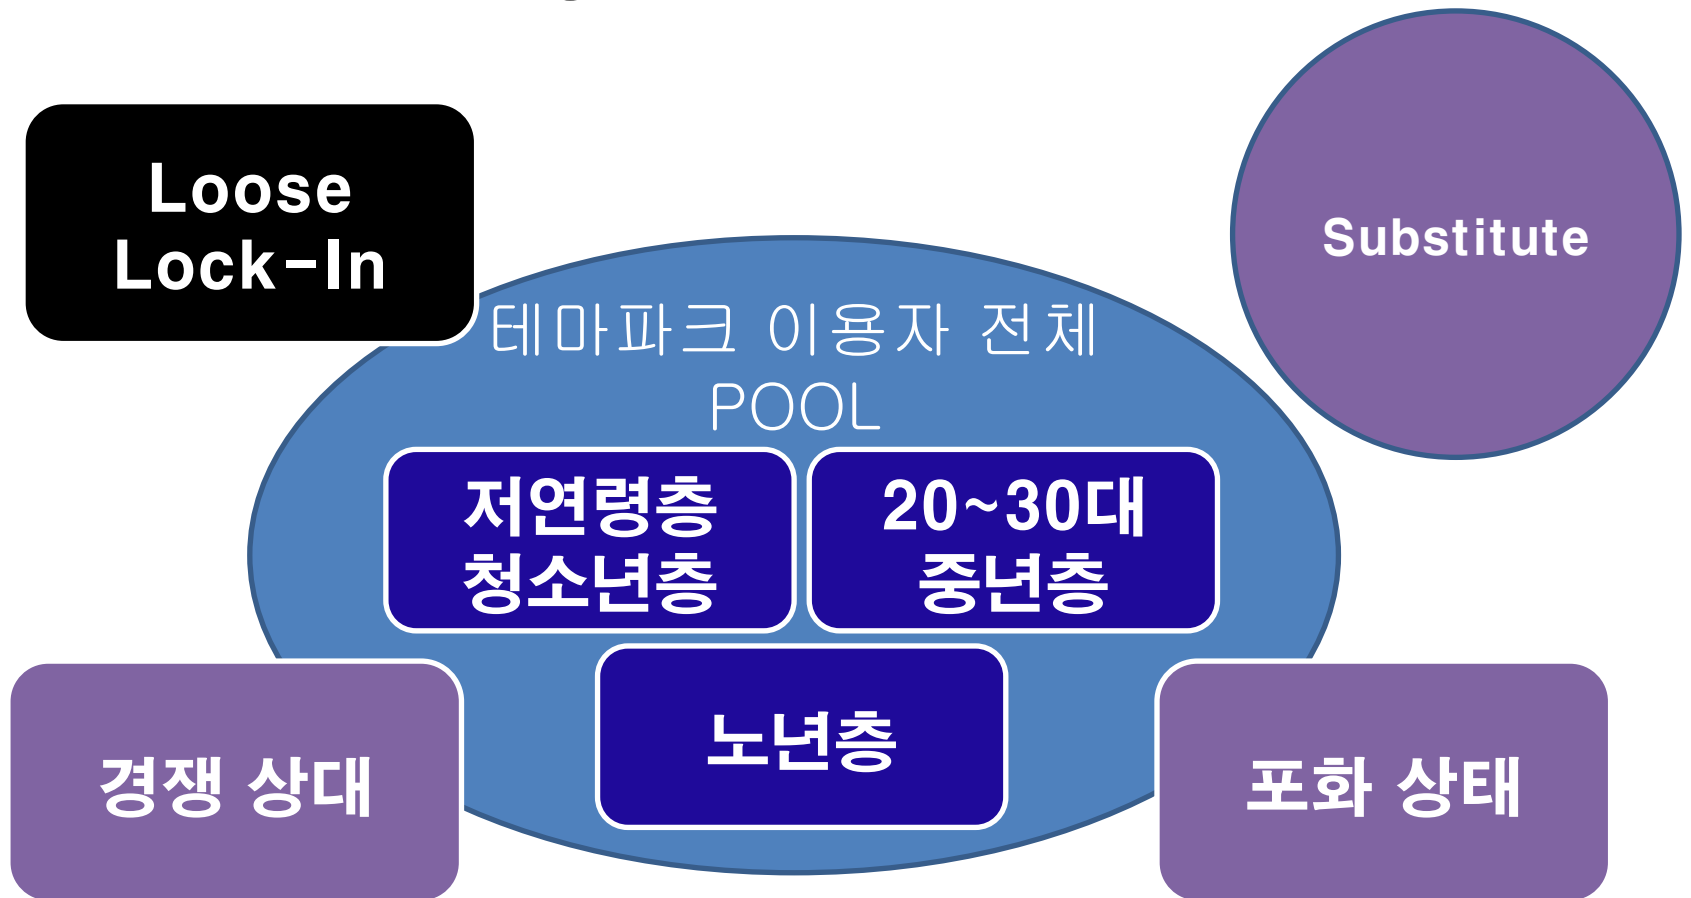 Loose
Lock-In
Substitute
테마파크 이용자 전체
POOL
저연령층
청소년층
20~30대
중년층
노년층
경쟁 상대
포화 상태